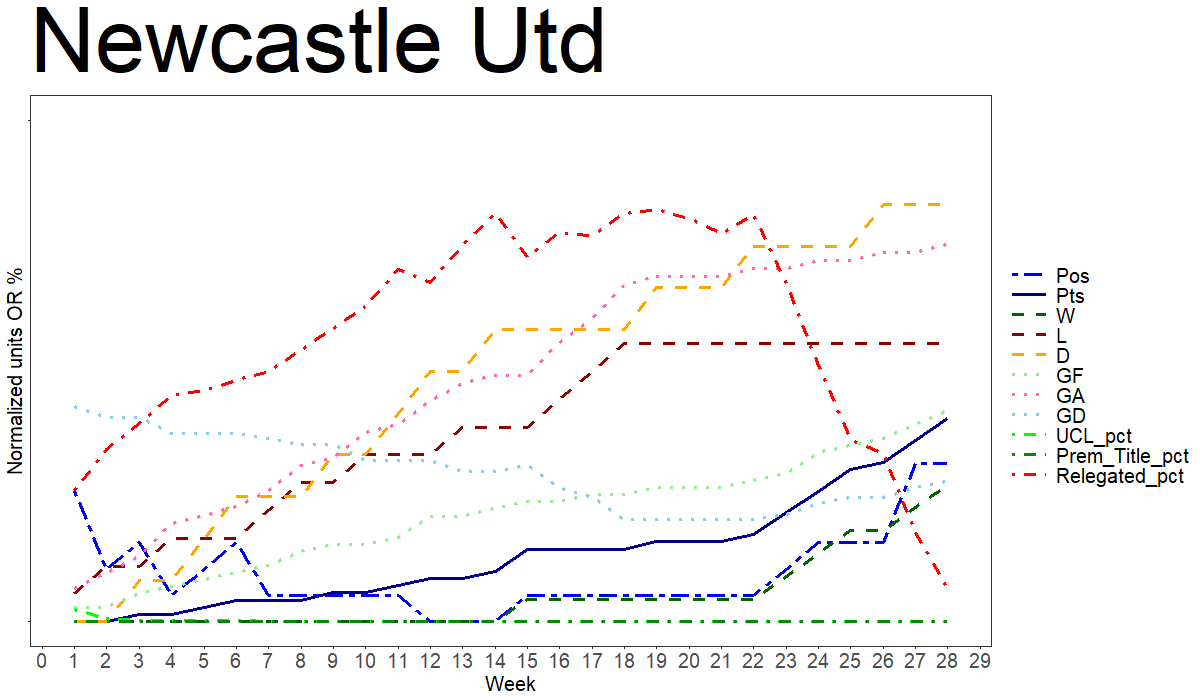 Newcastle Utd
Normalized units OR %
0 1 2 3 4 5 6 7 8 9 10 11 12 13 14 15 16 17 18 19 20 21 22 23 24 25 26 27 28 29
Week
Pos
Pts
W
L
D
GF
GA
GD
UCL_pct
Prem_Title_pct
Relegated_pct